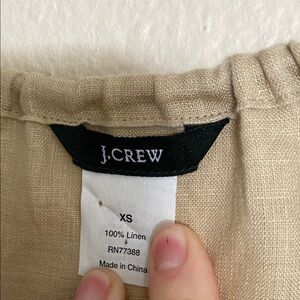 J.CREW
XS
100% Linen
RN77388
Made in China